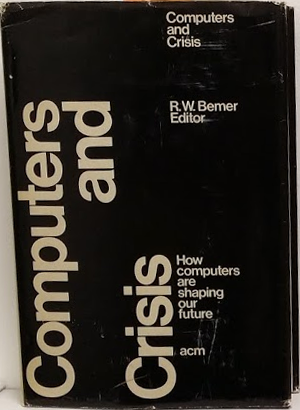 Computers
and
Crisis
R.W. Bemer
Editor
Computers
and
Crisis
How
computers
are
shaping
our
future
acm